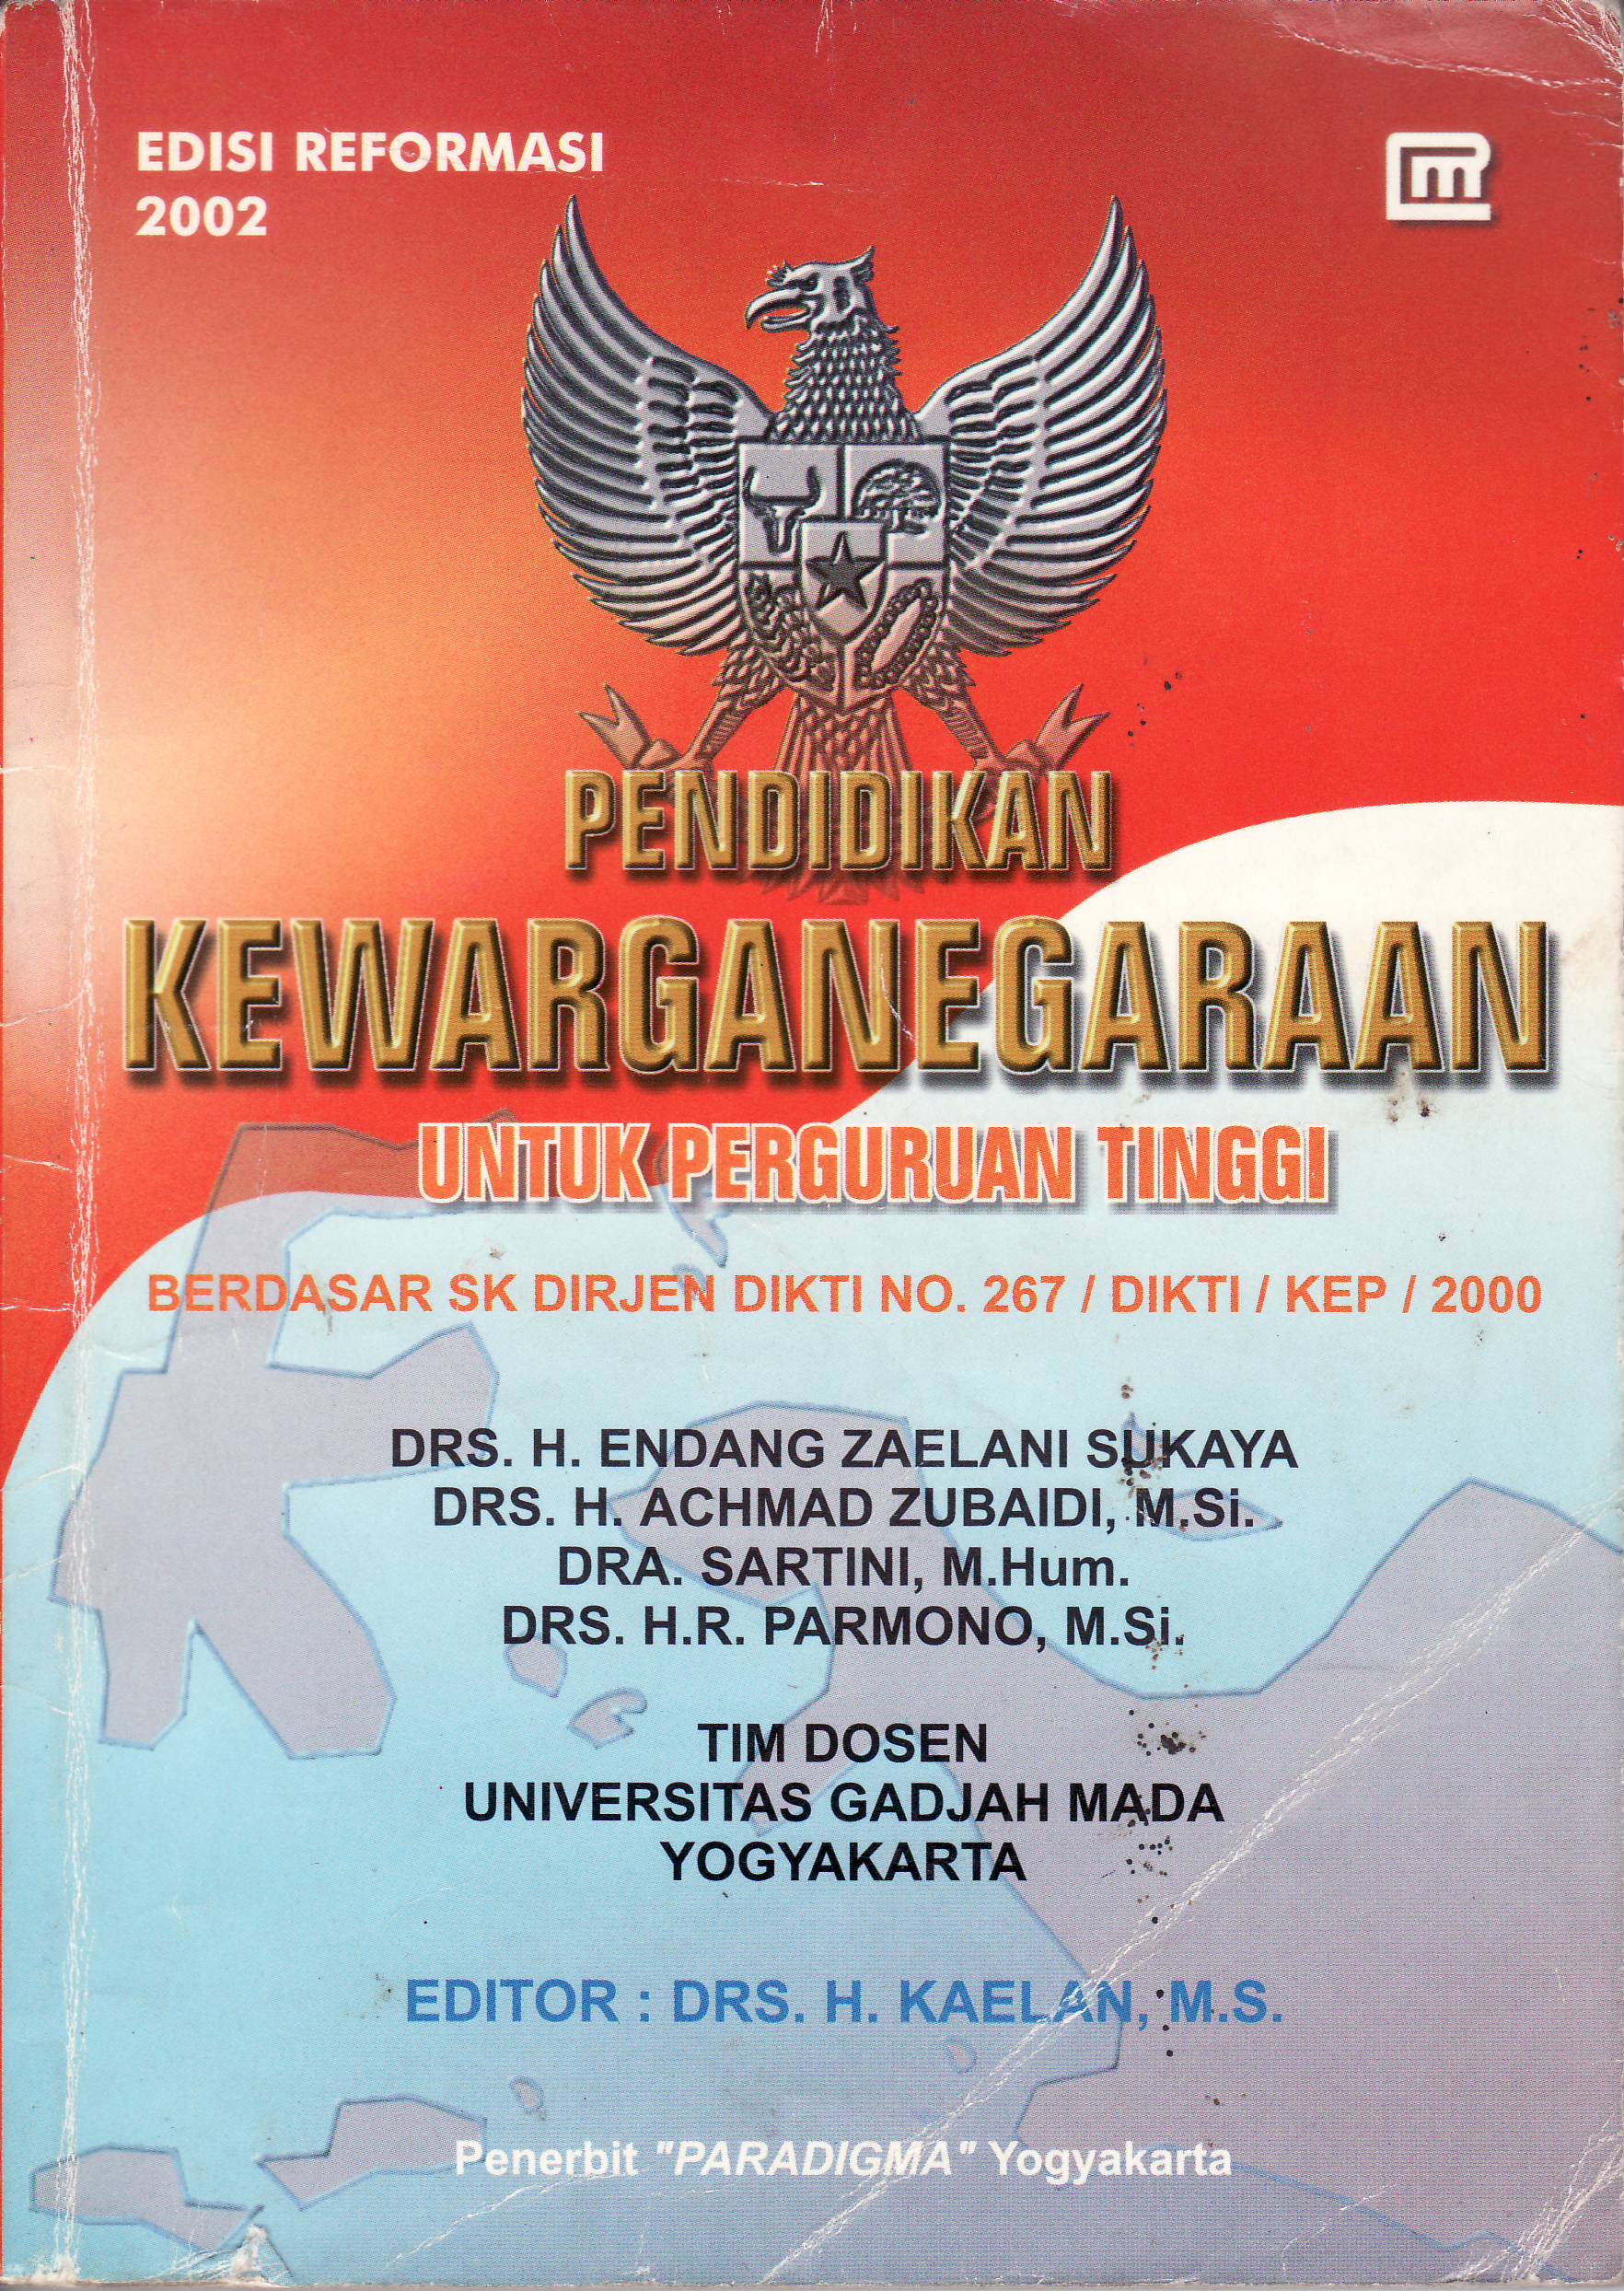 EDISI REFORMASI
2002
PENDIDIKAN
KEWARGANEGARAAN
UNTUK PERGURUAN TINGGI
BERDASAR SK DIRJEN DIKTI NO. 267 / DIKTI / KEP / 2000
DRS. H. ENDANG ZAELANI SUKAYA
DRS. H. ACHMAD ZUBAIDI, M.Si.
DRA. SARTINI, M.Hum.
DRS. H.R. PARMONO, M.Si.
TIM DOSEN
UNIVERSITAS GADJAH MADA
YOGYAKARTA
EDITOR : DRS. H. KAELAN, M.S.
Penerbit "PARADIGMA" Yogyakarta